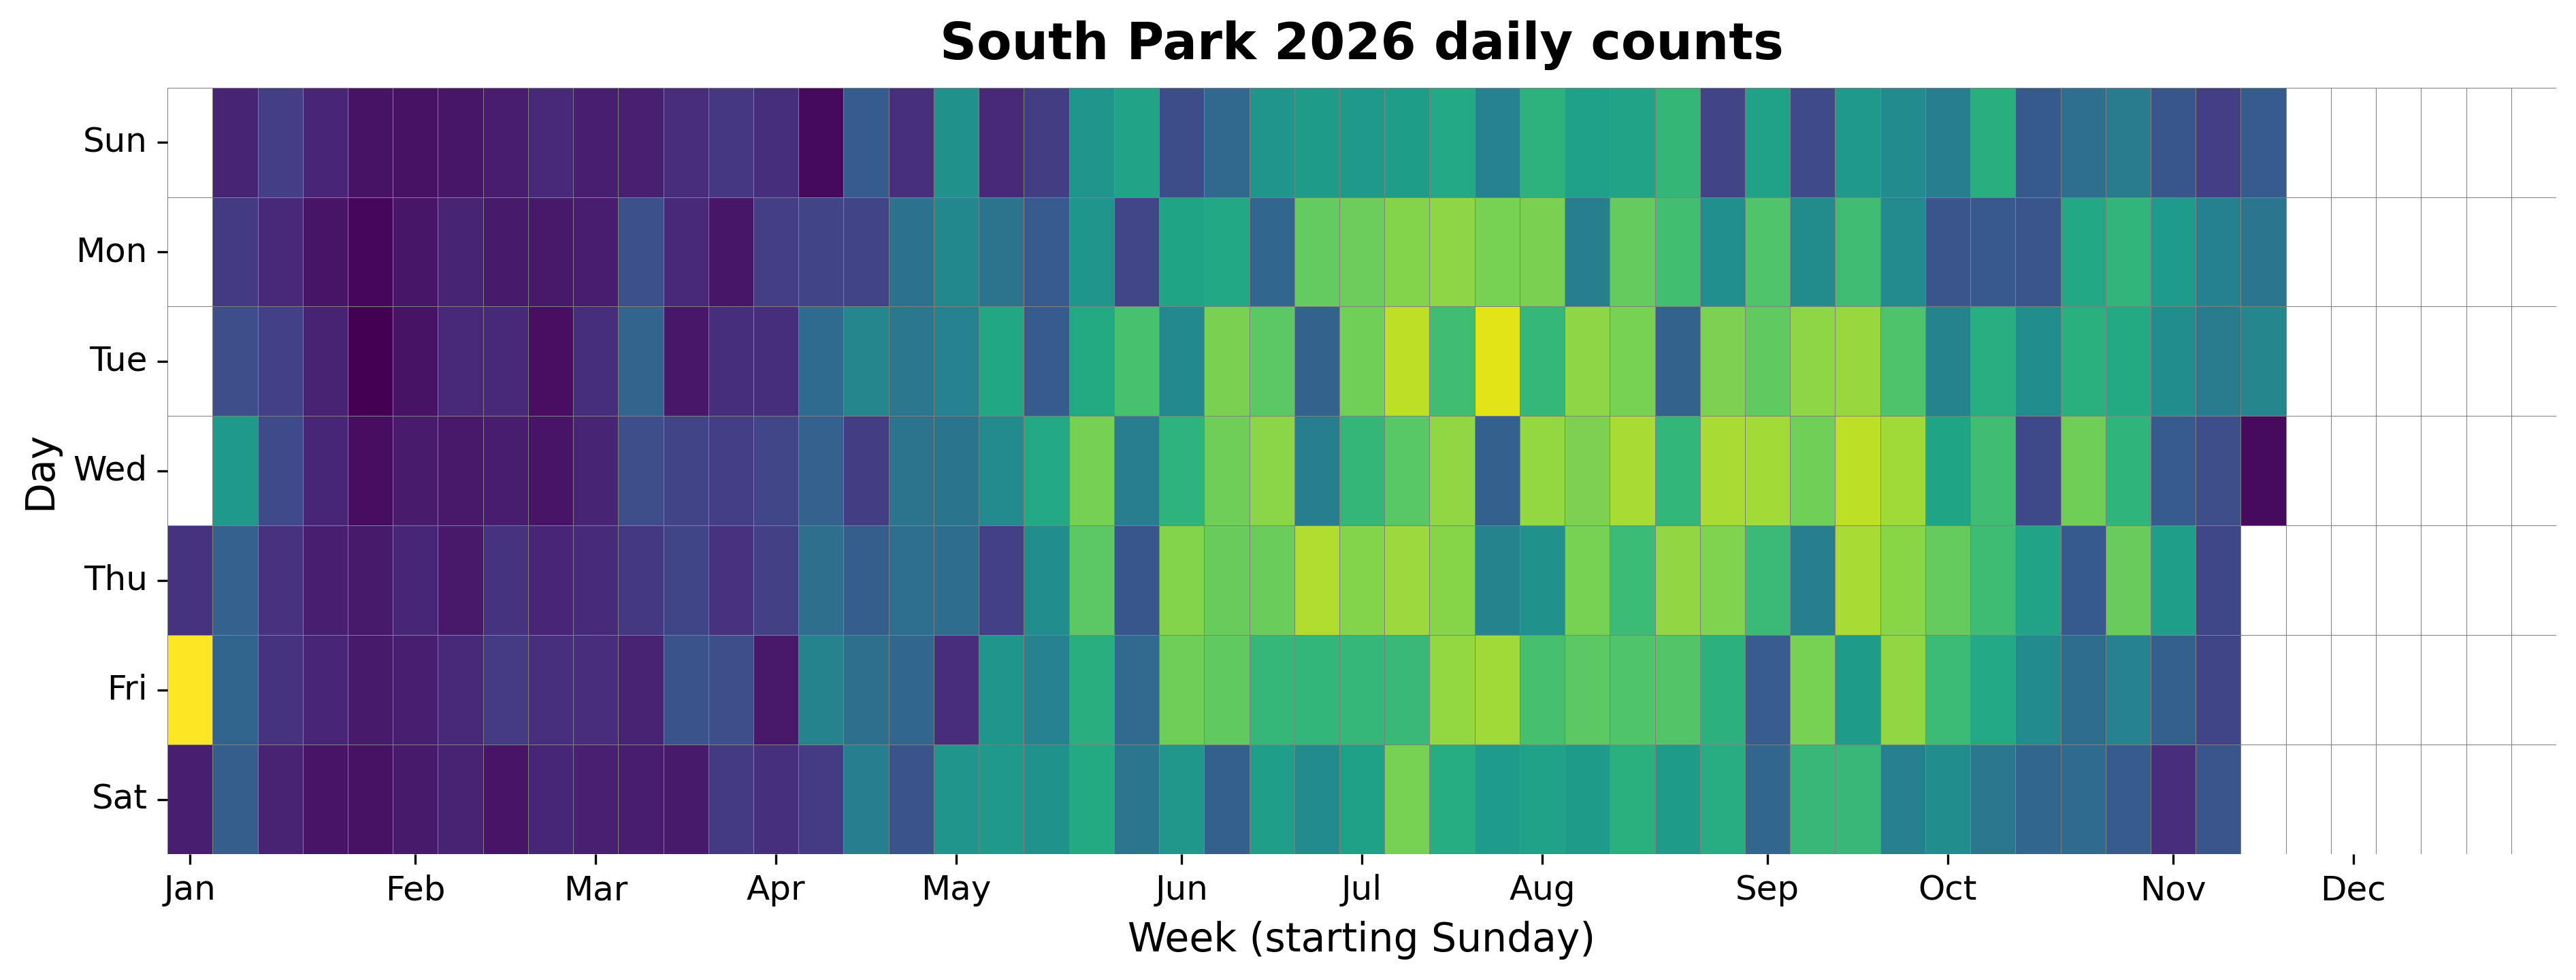 South Park 2026 daily counts
Day
Sun
Mon
Tue
Wed
Thu
Fri
Sat
Jan Feb Mar Apr May Jun Jul Aug Sep Oct Nov Dec
Week (starting Sunday)